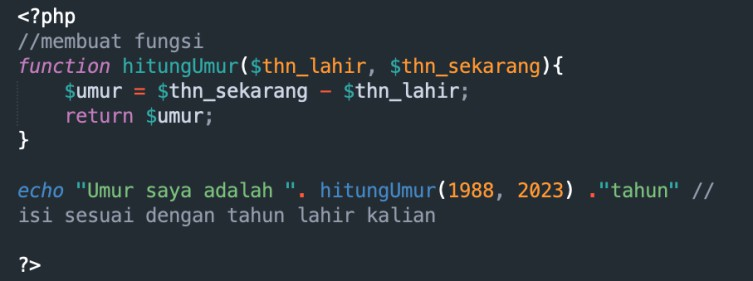 <?php
//membuat fungsi
function hitungUmur($thn_lahir, $thn_sekarang){
    $umur = $thn_sekarang - $thn_lahir;
    return $umur;
}

echo "Umur saya adalah ". hitungUmur(1988, 2023) ."tahun" //
isi sesuai dengan tahun lahir kalian

?>